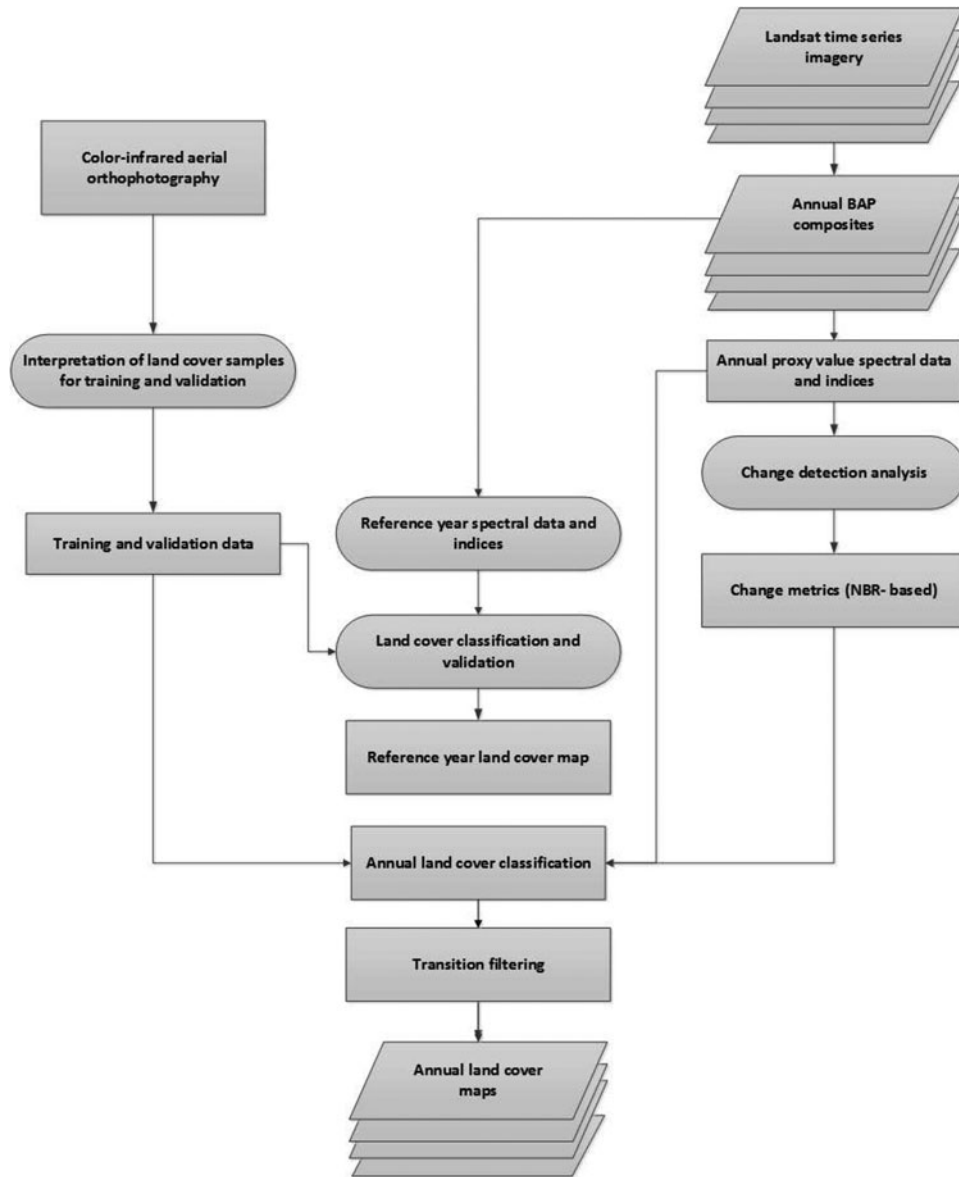 Landsat time series
imagery
Color-infrared aerial
orthophotography
Annual BAP
composites
Interpretation of land cover samples
for training and validation
Annual proxy value spectral data
and indices
Change detection analysis
Reference year spectral data and
indices
Training and validation data
Change metrics (NBR- based)
Land cover classification and
validation
Reference year land cover map
Annual land cover classification
Transition filtering
Annual land cover
maps